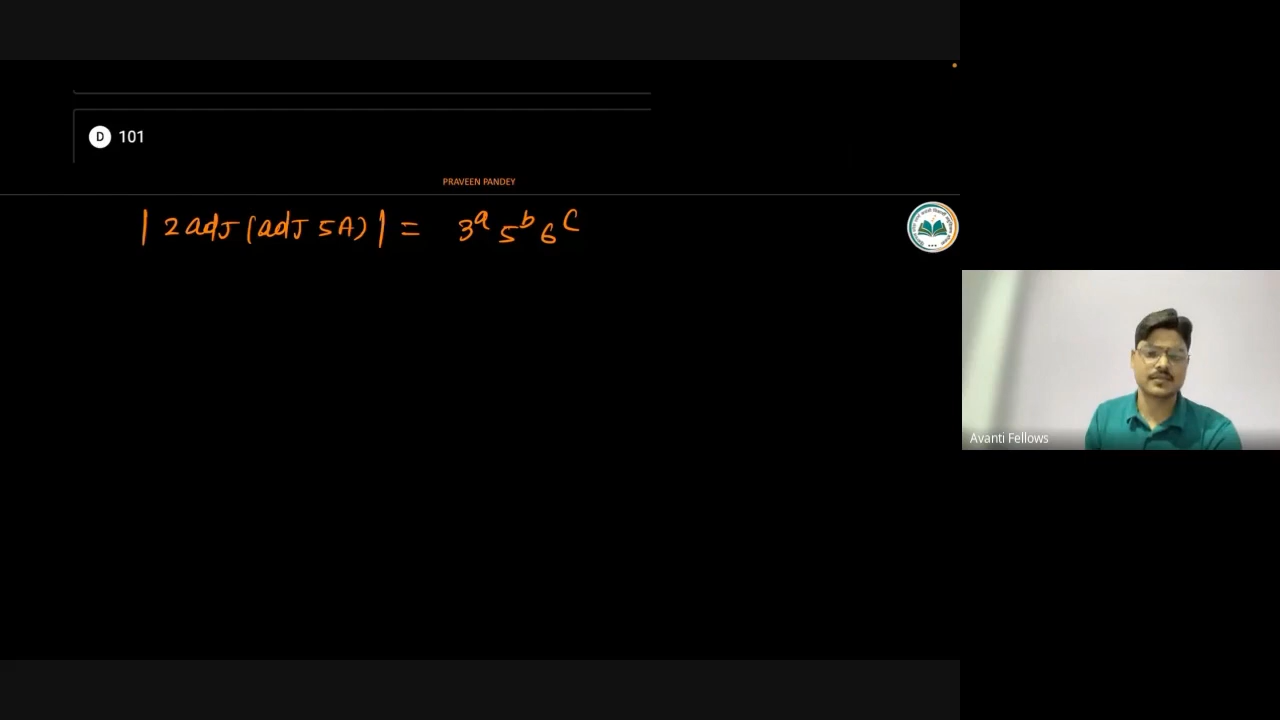 D 101
PRAVEEN PANDEY
| 2 adj (adj 5A) | = 3^a 5^b 6^c
Avanti Fellows